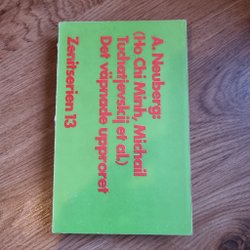 A. Neuberg:
(Ho Chi Minh, Michail
Tuchatjevskij et al.)
Det väpnade upproret
Zenitserien 13